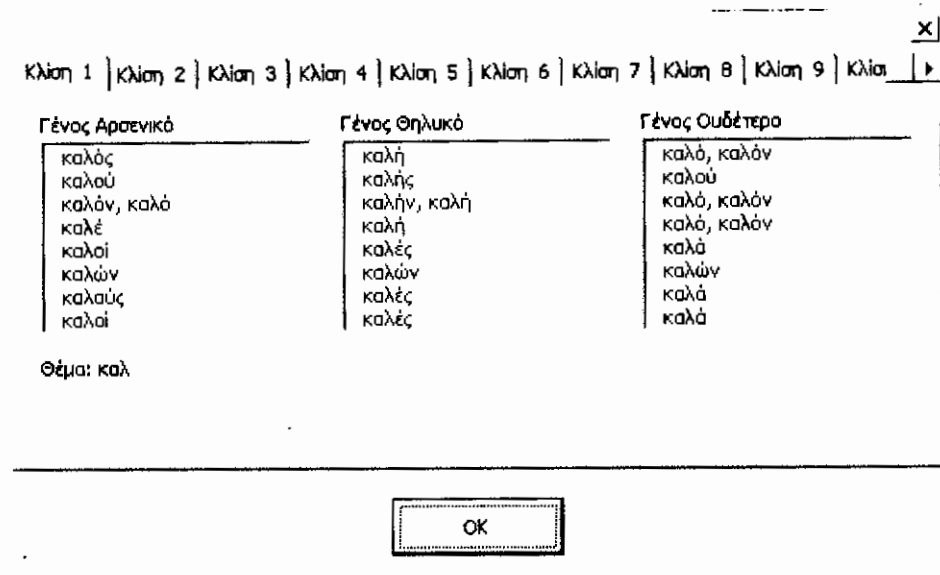 Κλίση 1 Κλίση 2 Κλίση 3 Κλίση 4 Κλίση 5 Κλίση 6 Κλίση 7 Κλίση 8 Κλίση 9 Κλίσι
Γένος Αρσενικό
καλός
καλού
καλόν, καλό
καλέ
καλοί
καλών
καλούς
καλοί
Γένος Θηλυκό
καλή
καλής
καλήν, καλή
καλή
καλές
καλών
καλές
καλές
Γένος Ουδέτερο
καλό, καλόν
καλού
καλό, καλόν
καλό, καλόν
καλά
καλών
καλά
καλά
Θέμα: καλ
OK